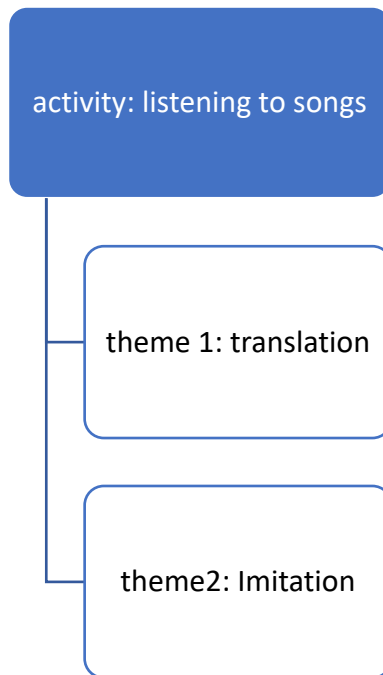 activity: listening to songs
theme 1: translation
theme2: Imitation